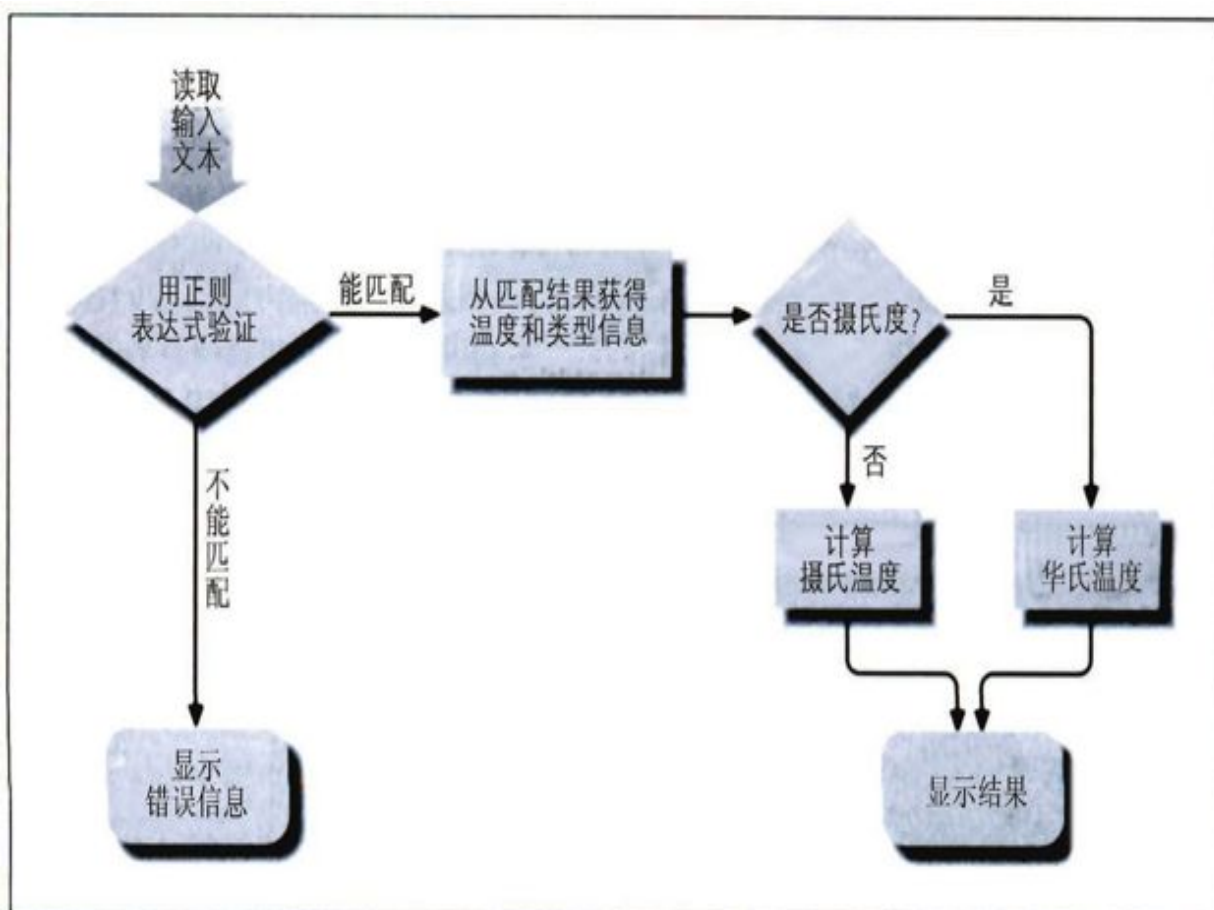 读取
输入
文本
用正则
表达式验证
能匹配
从匹配结果获得
温度和类型信息
是否摄氏度?
是
否
不能匹配
计算
摄氏温度
计算
华氏温度
显示
错误信息
显示结果